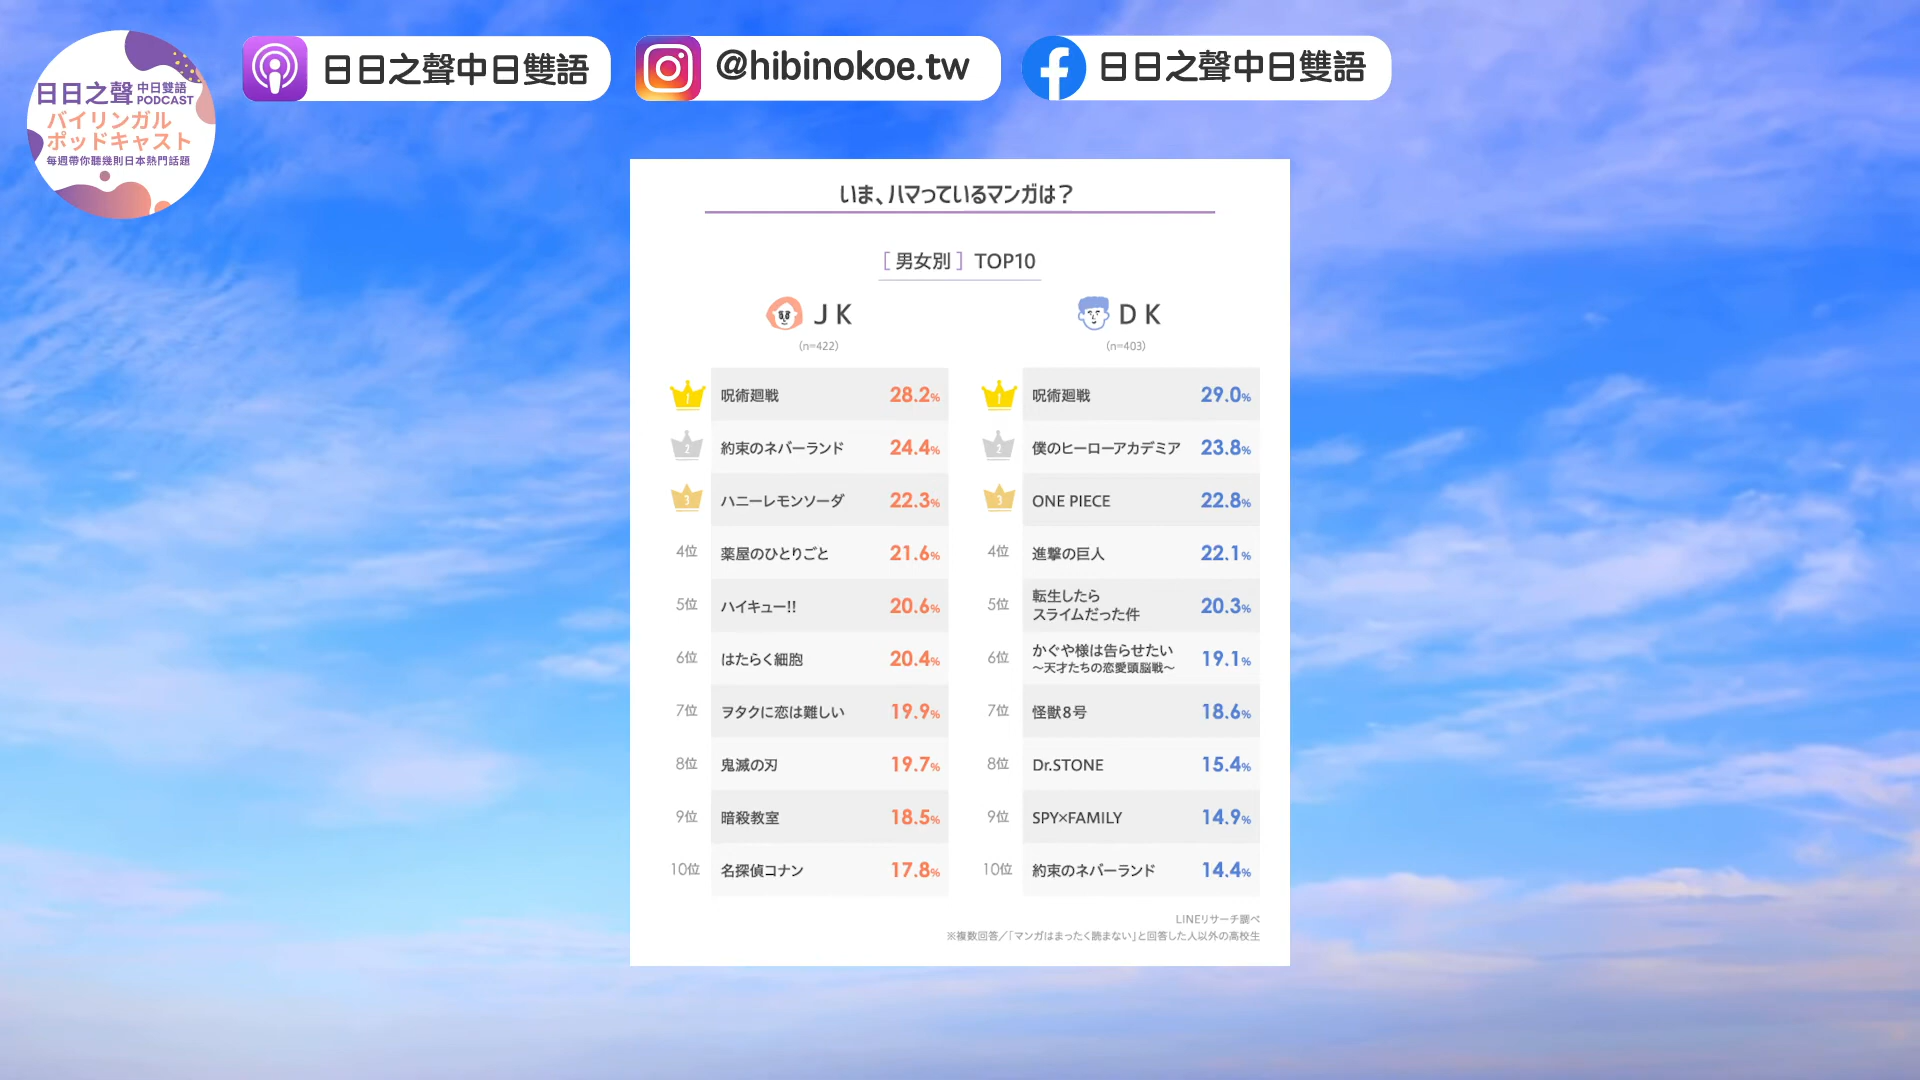 日日之聲 中日雙語 PODCAST
バイリンガル
ポッドキャスト
每週帶你聽幾則日本熱門話題
日日之聲中日雙語
@hibinokoe.tw
日日之聲中日雙語
いま、ハマっているマンガは？
［男女別］TOP10
JK
(n=422)
1 呪術廻戦 28.2%
2 約束のネバーランド 24.4%
3 ハニーレモンソーダ 22.3%
4位 薬屋のひとりごと 21.6%
5位 ハイキュー!! 20.6%
6位 はたらく細胞 20.4%
7位 ヲタクに恋は難しい 19.9%
8位 鬼滅の刃 19.7%
9位 暗殺教室 18.5%
10位 名探偵コナン 17.8%
DK
(n=403)
1 呪術廻戦 29.0%
2 僕のヒーローアカデミア 23.8%
3 ONE PIECE 22.8%
4位 進撃の巨人 22.1%
5位 転生したら
スライムだった件 20.3%
6位 かぐや様は告らせたい
～天才たちの恋愛頭脳戦～ 19.1%
7位 怪獣8号 18.6%
8位 Dr.STONE 15.4%
9位 SPY×FAMILY 14.9%
10位 約束のネバーランド 14.4%
LINEリサーチ調べ
※複数回答／「マンガはまったく読まない」と回答した人以外の高校生